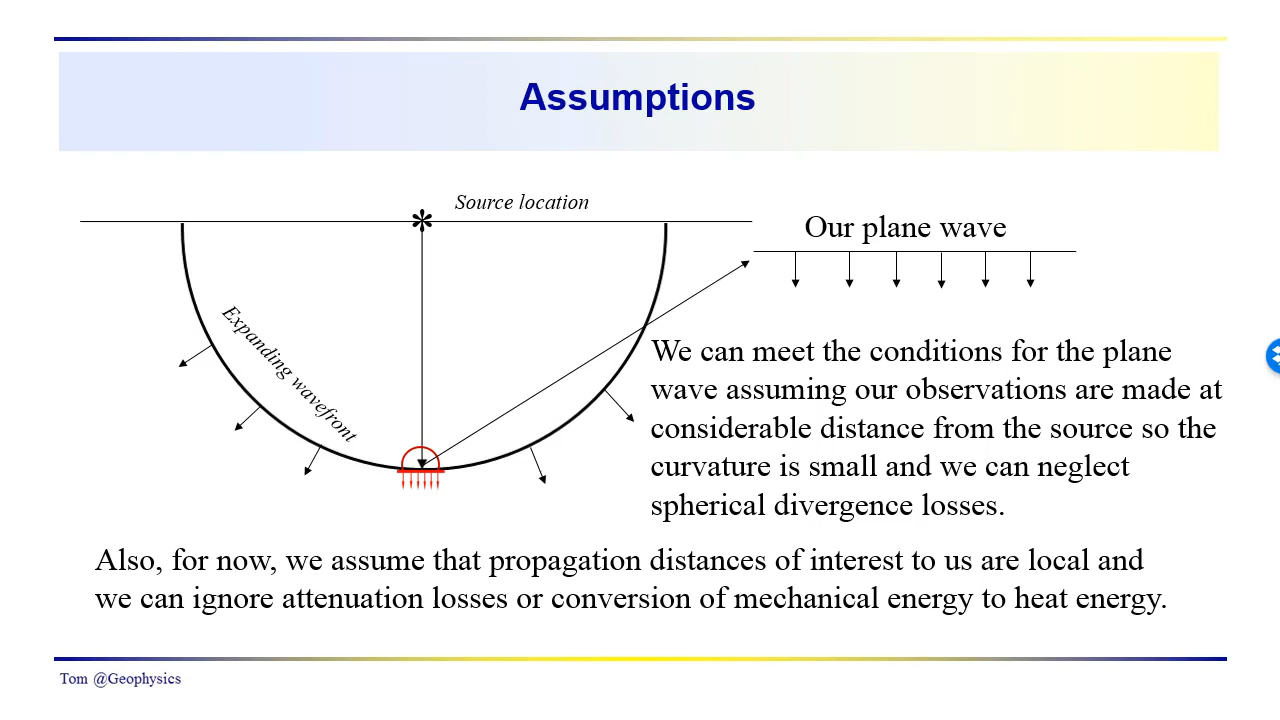 Assumptions
Source location
Our plane wave
Expanding wavefront
We can meet the conditions for the plane
wave assuming our observations are made at
considerable distance from the source so the
curvature is small and we can neglect
spherical divergence losses.
Also, for now, we assume that propagation distances of interest to us are local and
we can ignore attenuation losses or conversion of mechanical energy to heat energy.
Tom @Geophysics